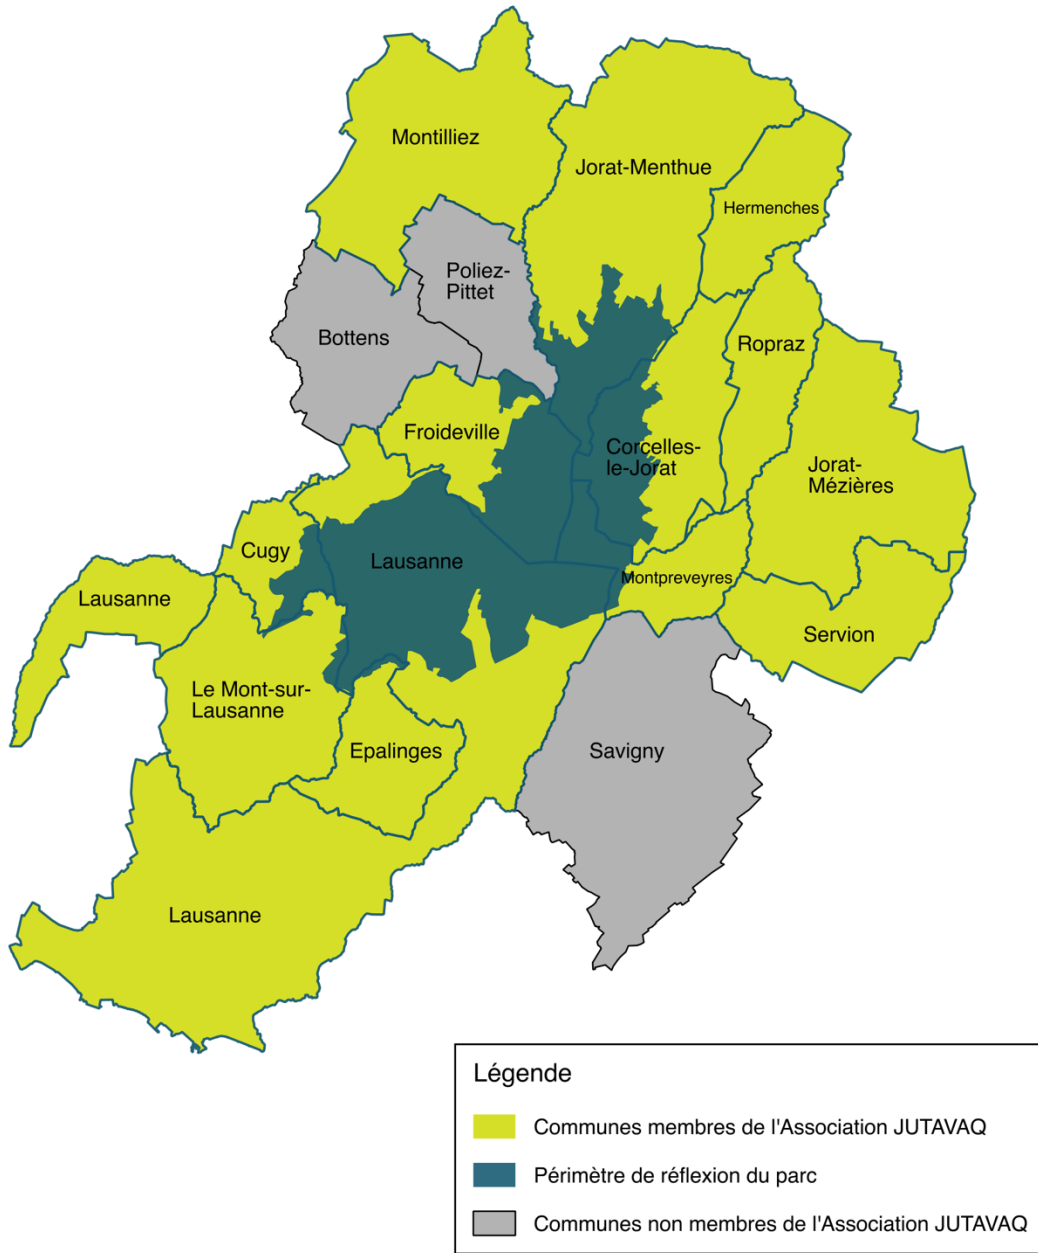 Montilliez
Jorat-Menthue
Hermenches
Poliez-
Pittet
Bottens
Ropraz
Froideville
Corcelles-
le-Jorat
Jorat-
Mézières
Cugy
Lausanne
Montpreveyres
Lausanne
Servion
Le Mont-sur-
Lausanne
Epalinges
Savigny
Lausanne
Légende
Communes membres de l'Association JUTAVAQ
Périmètre de réflexion du parc
Communes non membres de l'Association JUTAVAQ